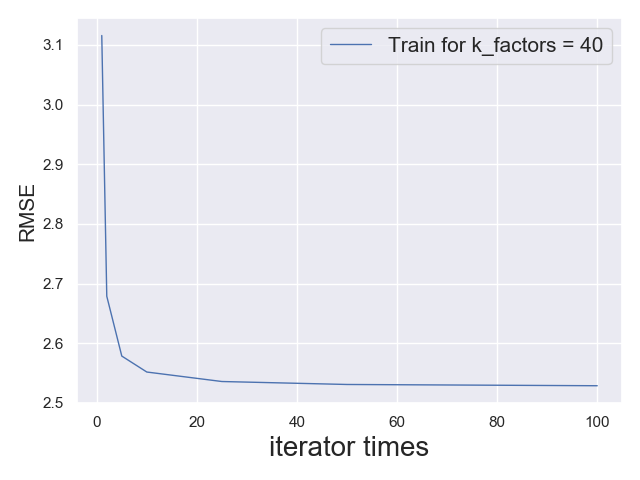 Train for k_factors = 40
3.1
3.0
2.9
2.8
2.7
2.6
2.5
RMSE
0 20 40 60 80 100
iterator times